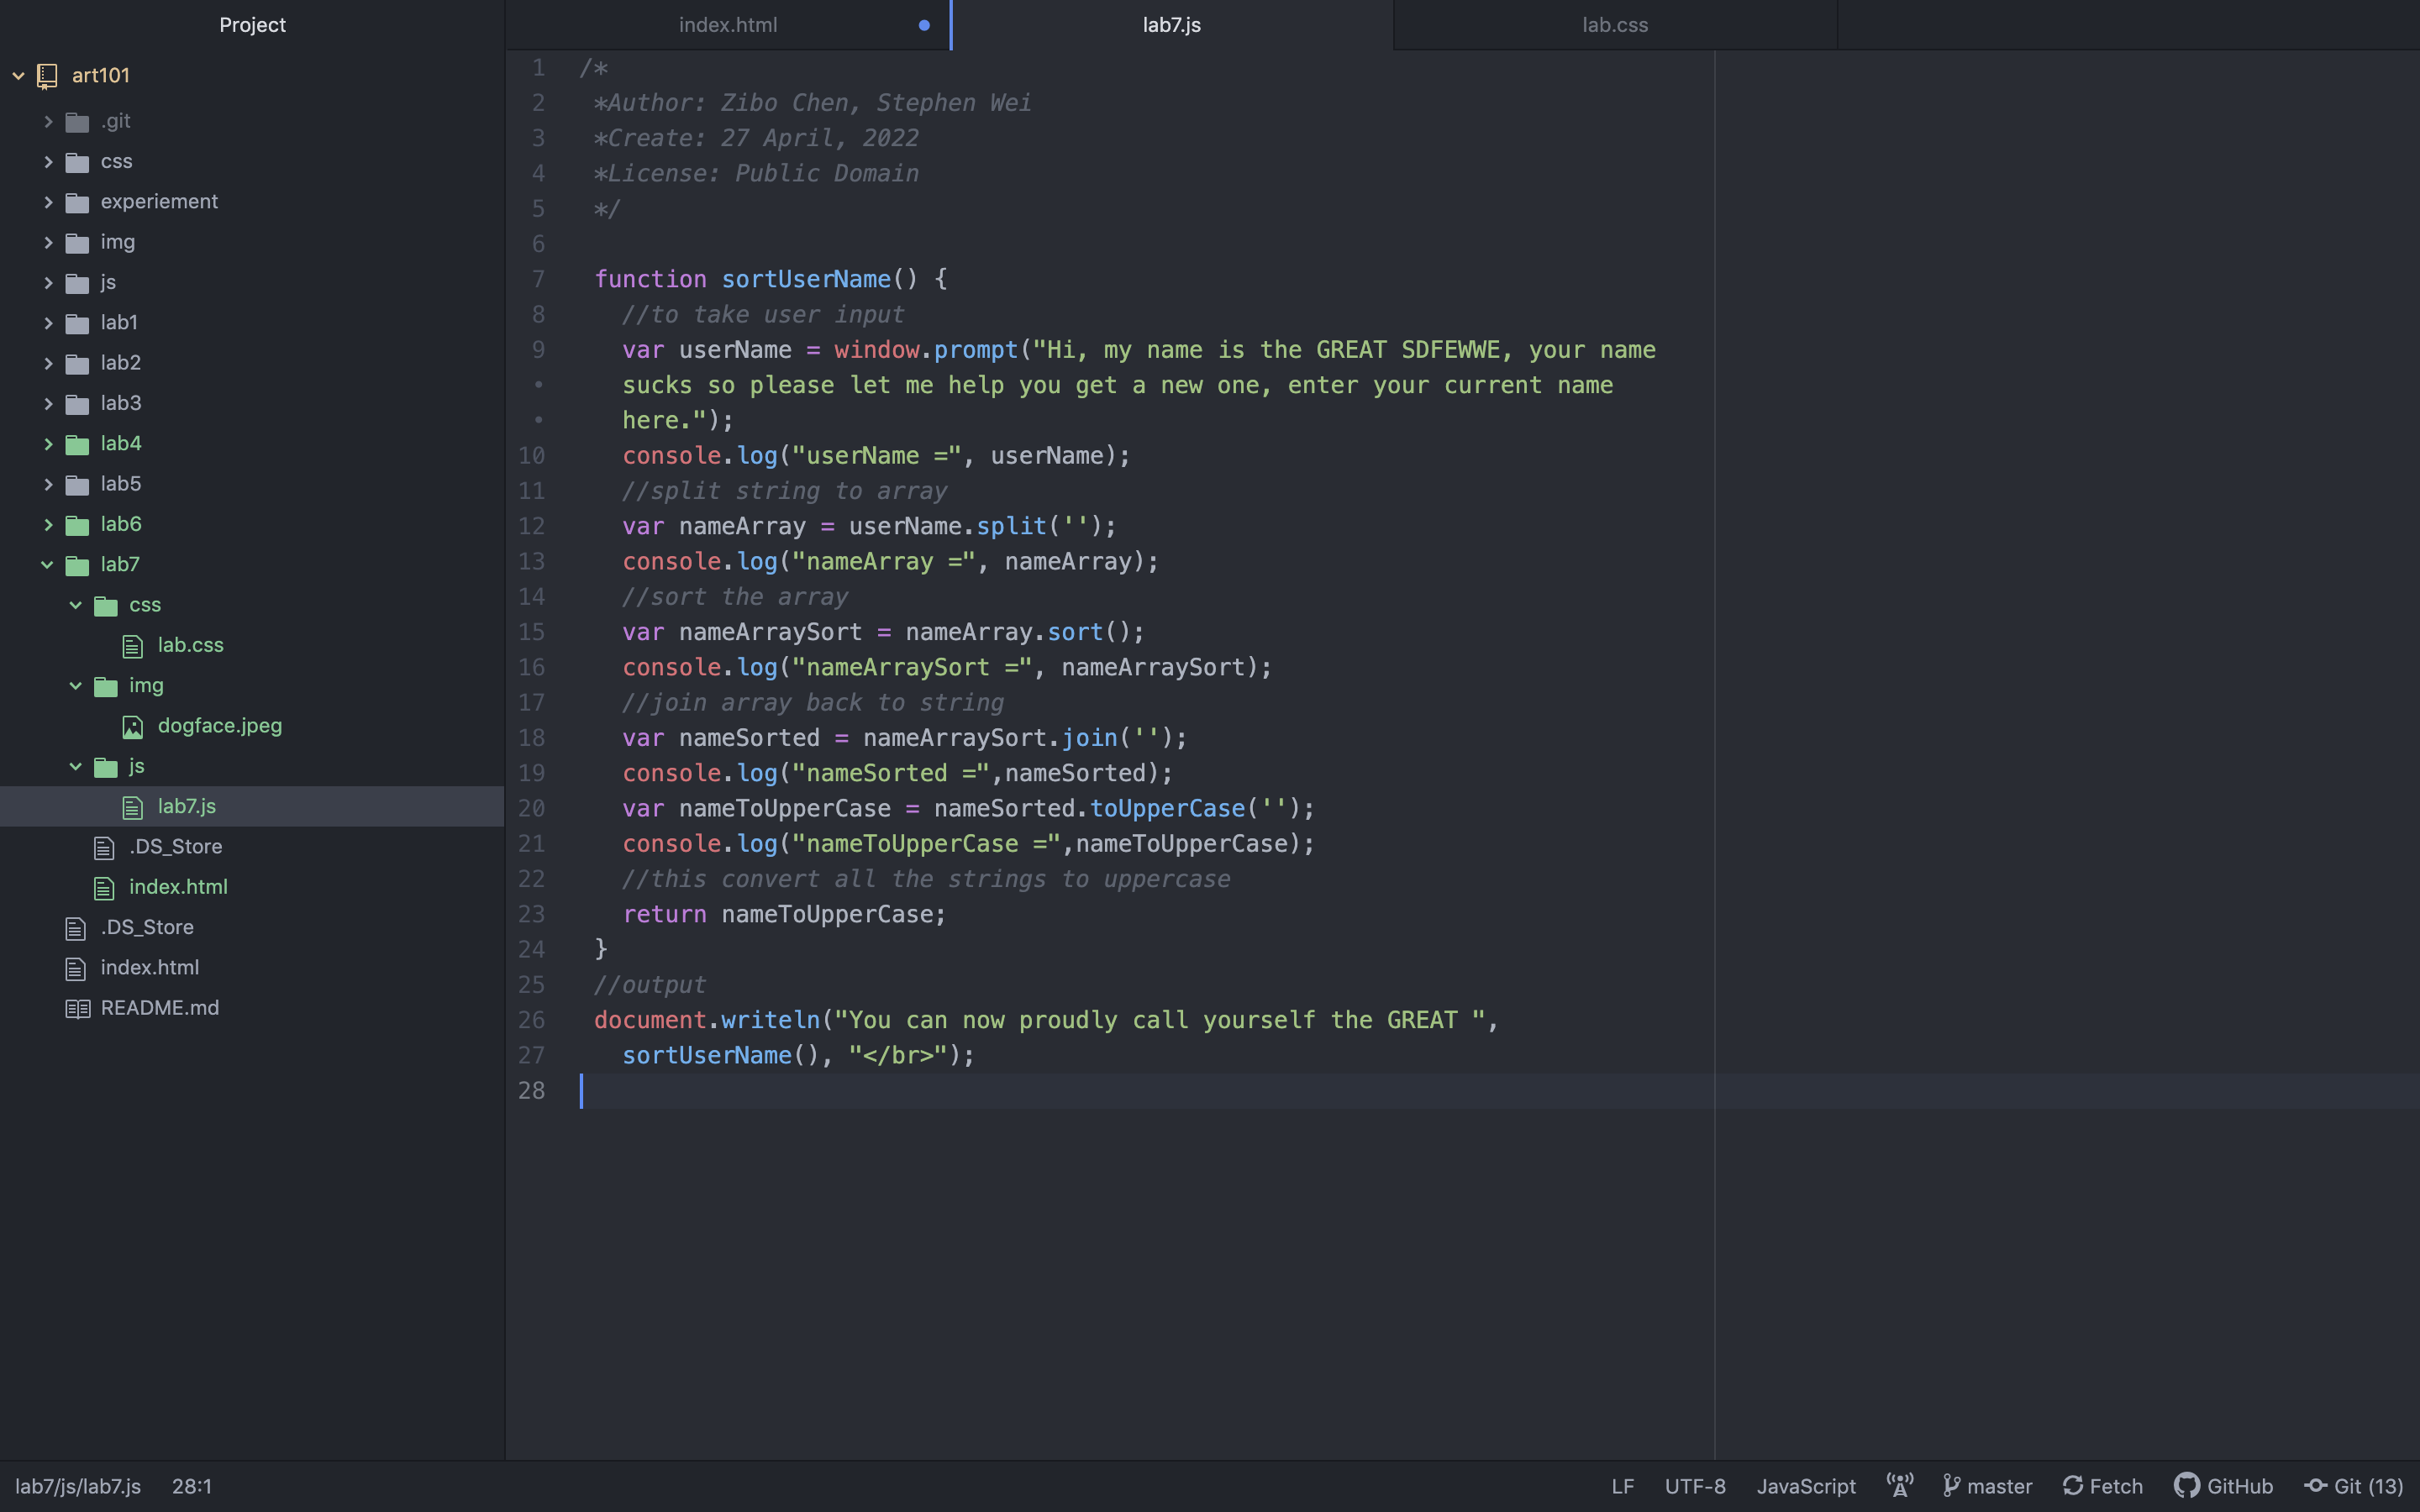 Project
art101
.git
css
experiement
img
js
lab1
lab2
lab3
lab4
lab5
lab6
lab7
css
lab.css
img
dogface.jpeg
js
lab7.js
.DS_Store
index.html
.DS_Store
index.html
README.md
index.html
lab7.js
lab.css
1 /*
2 *Author: Zibo Chen, Stephen Wei
3 *Create: 27 April, 2022
4 *License: Public Domain
5 */
6
7 function sortUserName() {
8 //to take user input
9 var userName = window.prompt("Hi, my name is the GREAT SDFEWWE, your name
• sucks so please let me help you get a new one, enter your current name
• here.");
10 console.log("userName =", userName);
11 //split string to array
12 var nameArray = userName.split('');
13 console.log("nameArray =", nameArray);
14 //sort the array
15 var nameArraySort = nameArray.sort();
16 console.log("nameArraySort =", nameArraySort);
17 //join array back to string
18 var nameSorted = nameArraySort.join('');
19 console.log("nameSorted =",nameSorted);
20 var nameToUpperCase = nameSorted.toUpperCase('');
21 console.log("nameToUpperCase =",nameToUpperCase);
22 //this convert all the strings to uppercase
23 return nameToUpperCase;
24 }
25 //output
26 document.writeln("You can now proudly call yourself the GREAT ",
27 sortUserName(), "</br>");
28
lab7/js/lab7.js 28:1 LF UTF-8 JavaScript master Fetch GitHub Git (13)